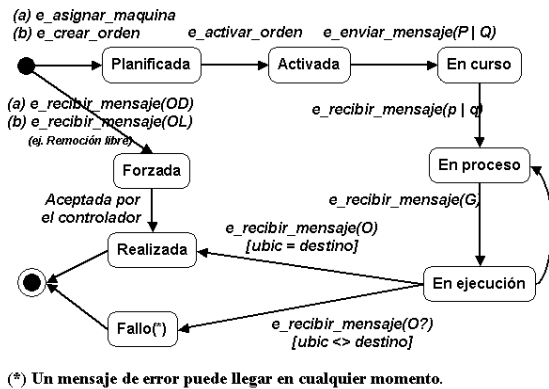 (a) e_asignar_maquina
(b) e_crear_orden
e_activar_orden
e_enviar_mensaje(P | Q)
Planificada
Activada
En curso
(a) e_recibir_mensaje(OD)
(b) e_recibir_mensaje(OL)
(ej. Remoción libre)
e_recibir_mensaje(p | q)
Forzada
En proceso
Aceptada por
el controlador
e_recibir_mensaje(G)
e_recibir_mensaje(O)
[ubic = destino]
Realizada
En ejecución
Fallo(*)
e_recibir_mensaje(O?)
[ubic <> destino]
(*) Un mensaje de error puede llegar en cualquier momento.